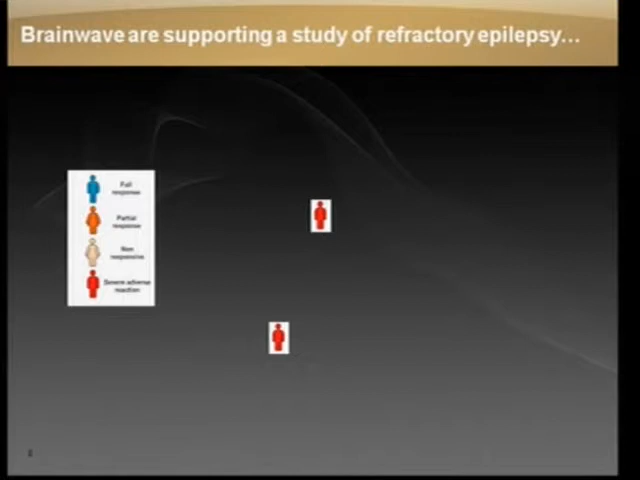 Brainwave are supporting a study of refractory epilepsy…
Full
response
Partial
response
Non
responsive
Severe adverse
reaction